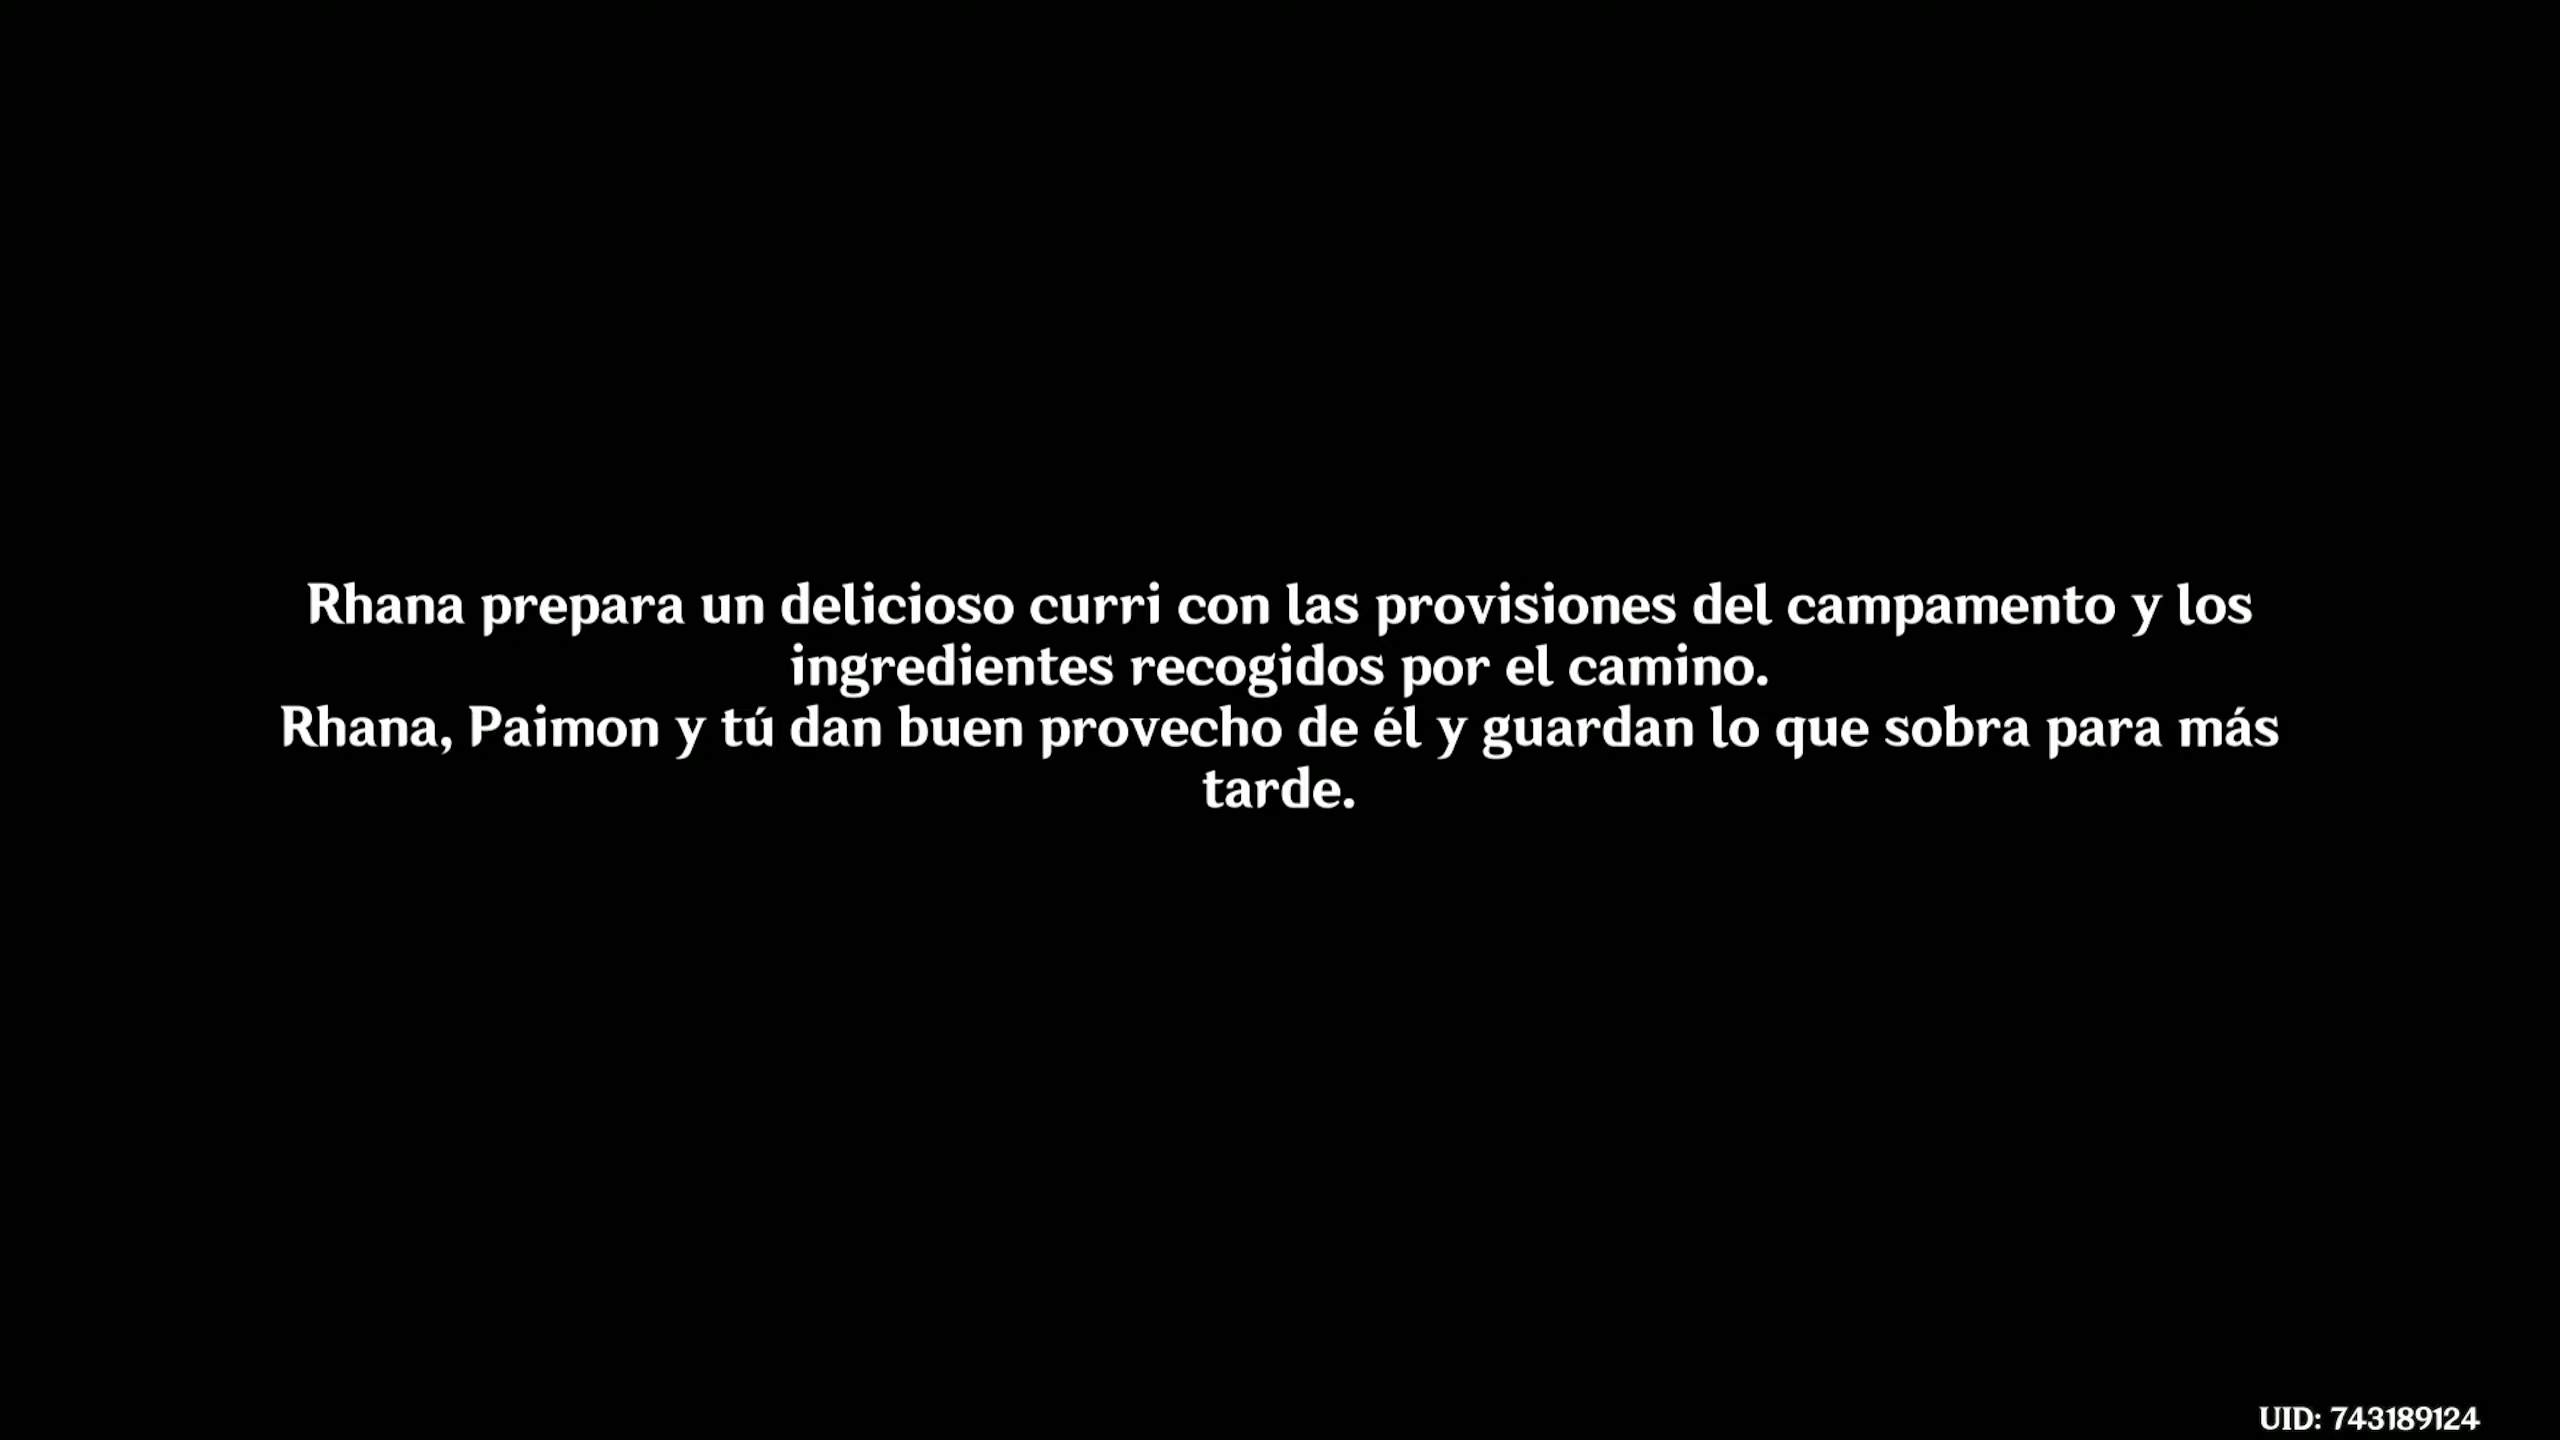 Rhana prepara un delicioso curri con las provisiones del campamento y los
ingredientes recogidos por el camino.
Rhana, Paimon y tú dan buen provecho de él y guardan lo que sobra para más
tarde.
UID: 743189124